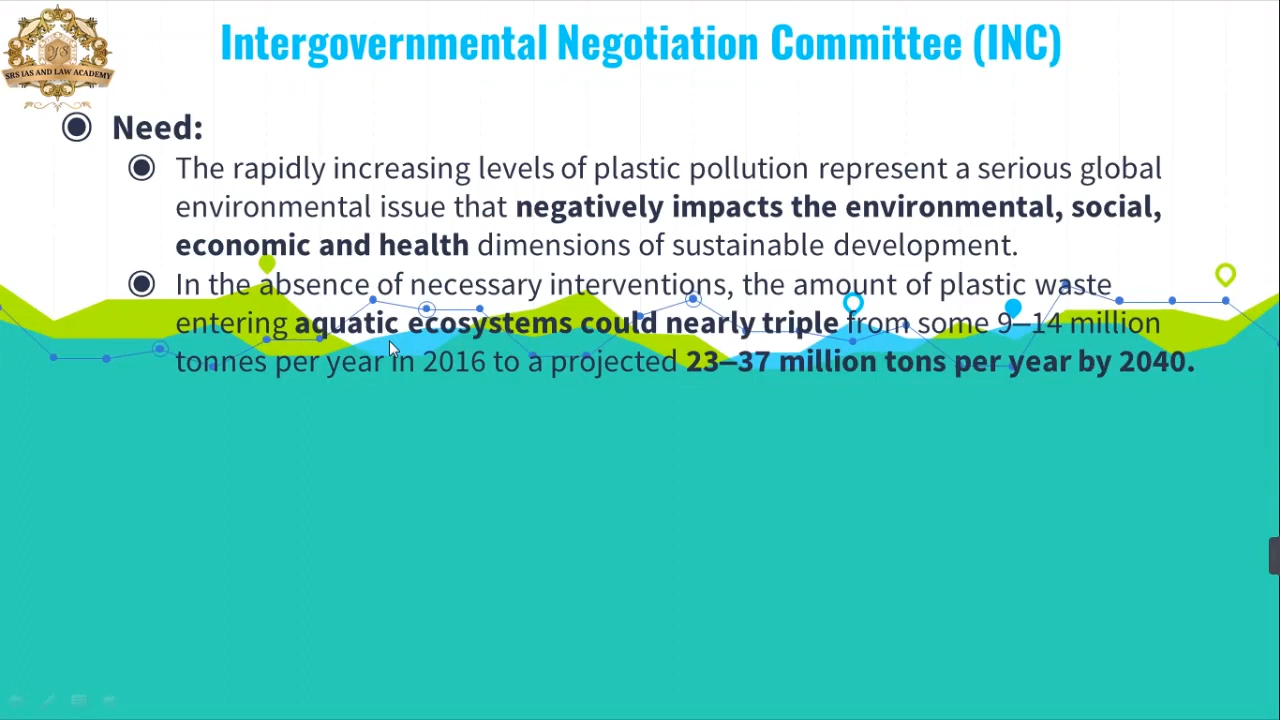 Intergovernmental Negotiation Committee (INC)
SRS IAS AND LAW ACADEMY
Need:
The rapidly increasing levels of plastic pollution represent a serious global
environmental issue that negatively impacts the environmental, social,
economic and health dimensions of sustainable development.
In the absence of necessary interventions, the amount of plastic waste
entering aquatic ecosystems could nearly triple from some 9–14 million
tonnes per year in 2016 to a projected 23–37 million tons per year by 2040.